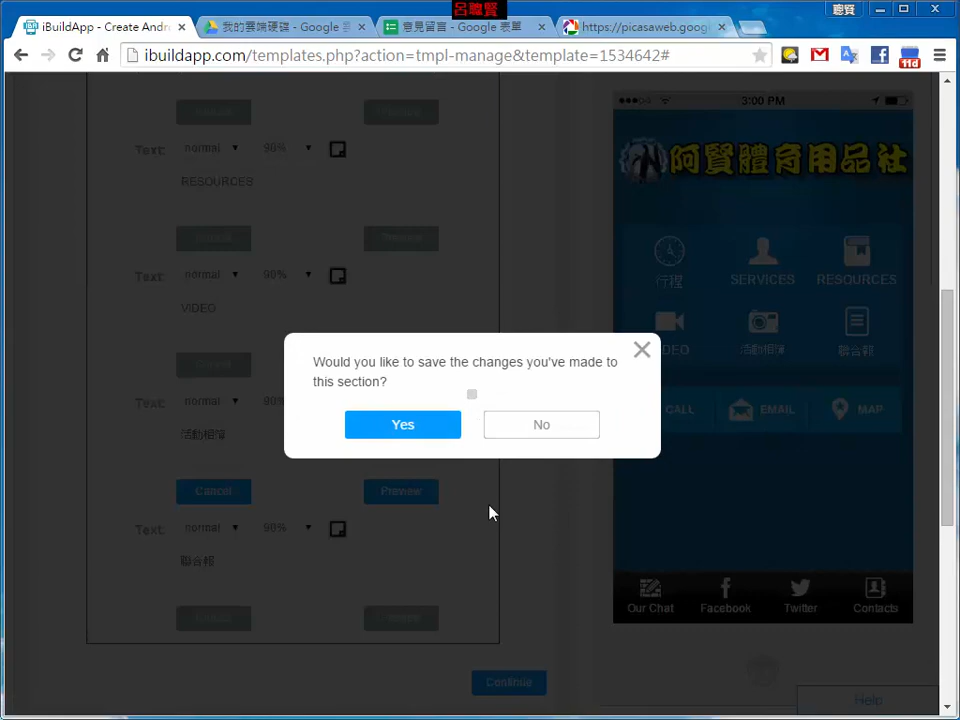 呂聰賢
聰賢
iBuildApp - Create Andr
我的雲端硬碟 - Google 雲
意見留言 - Google 表單
https://picasaweb.goog
ibuildapp.com/templates.php?action=tmpl-manage&template=1534642#
11d
3:00 PM
阿賢體育用品社
Text: normal 90%
RESOURCES
行程 SERVICES RESOURCES
Text: normal 90%
VIDEO
活動相簿 聯合報
Would you like to save the changes you've made to
this section?
Yes No
CALL EMAIL MAP
Text: normal 90%
活動相簿
Cancel Preview
Text: normal 90%
聯合報
Our Chat Facebook Twitter Contacts
Continue
Help